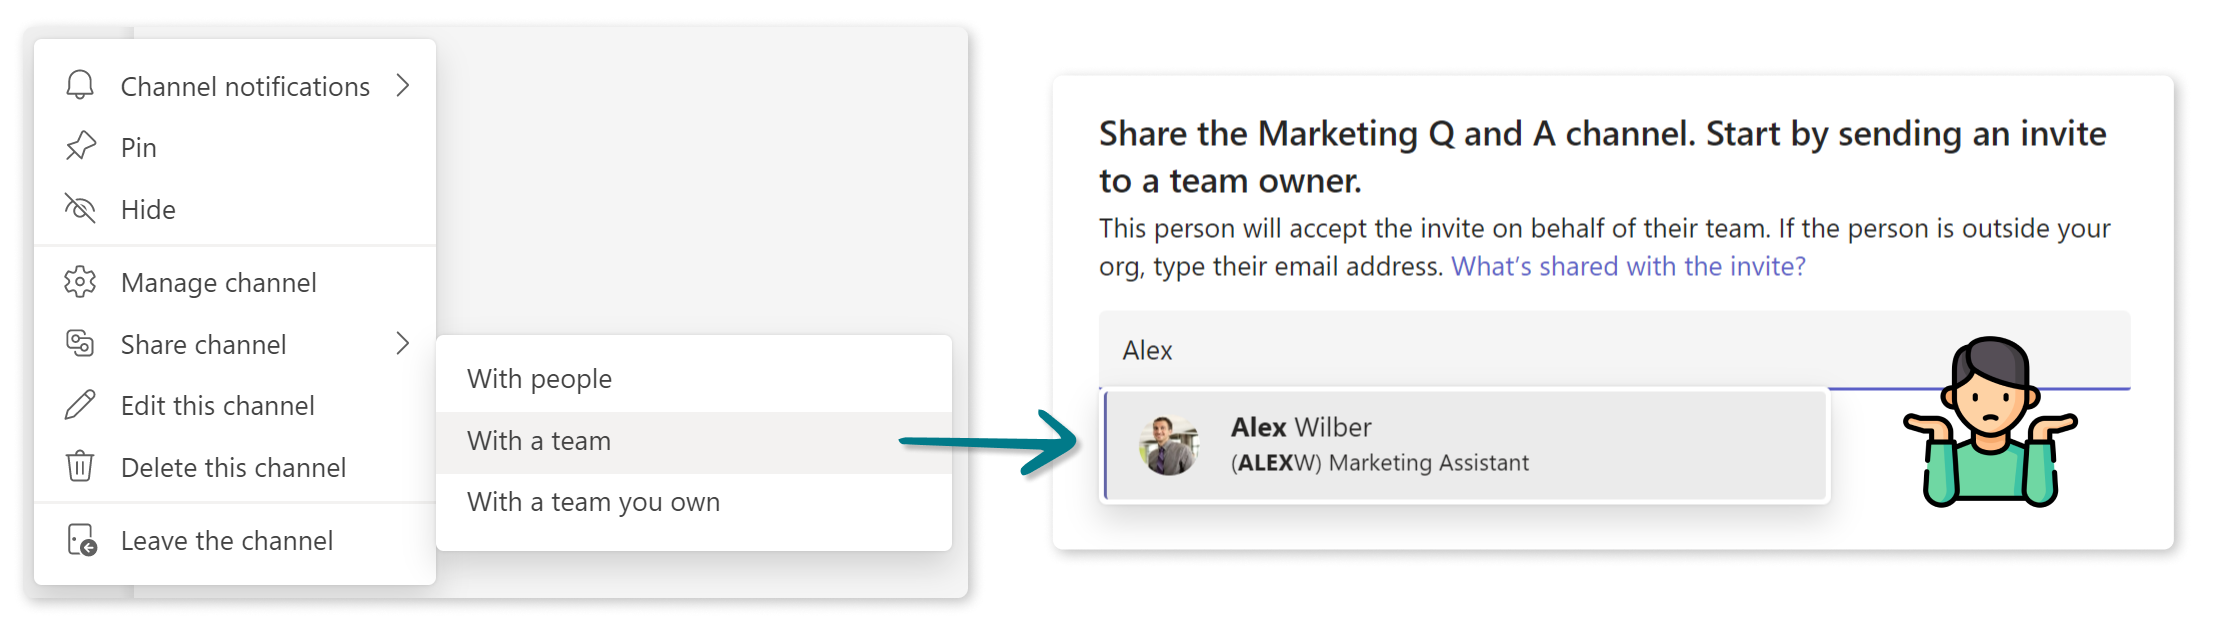 Channel notifications
Pin
Hide
Manage channel
Share channel
Edit this channel
Delete this channel
Leave the channel
With people
With a team
With a team you own
Share the Marketing Q and A channel. Start by sending an invite
to a team owner.
This person will accept the invite on behalf of their team. If the person is outside your
org, type their email address. What's shared with the invite?
Alex
Alex Wilber
(ALEXW) Marketing Assistant